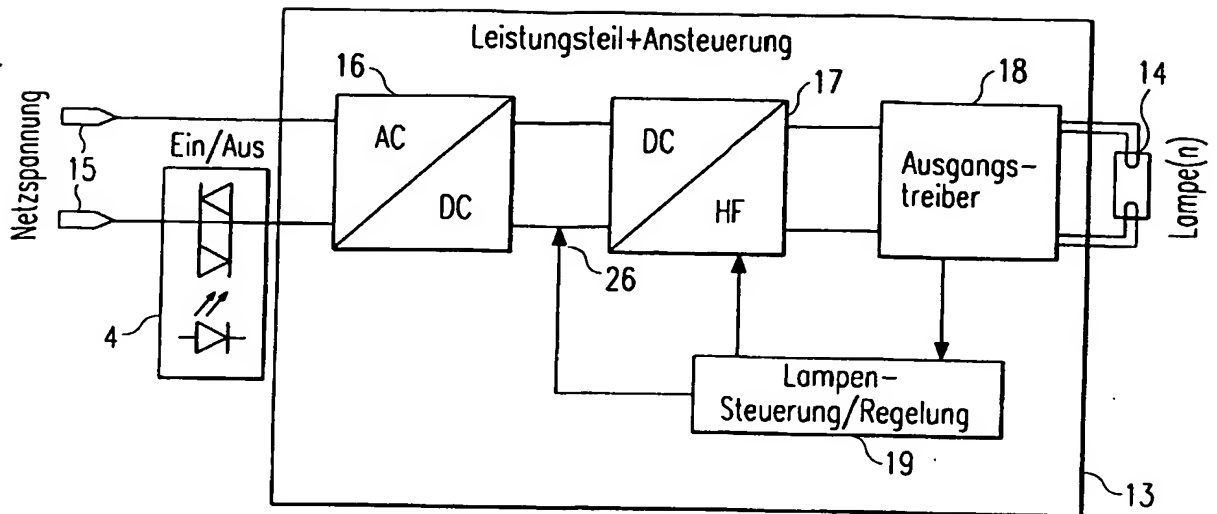 Leistungsteil+Ansteuerung
16
17
18
14
Netzspannung
15
15
Ein/Aus
AC
DC
DC
HF
Ausgangs-
treiber
Lampe(n)
26
4
Lampen-
Steuerung/Regelung
19
13